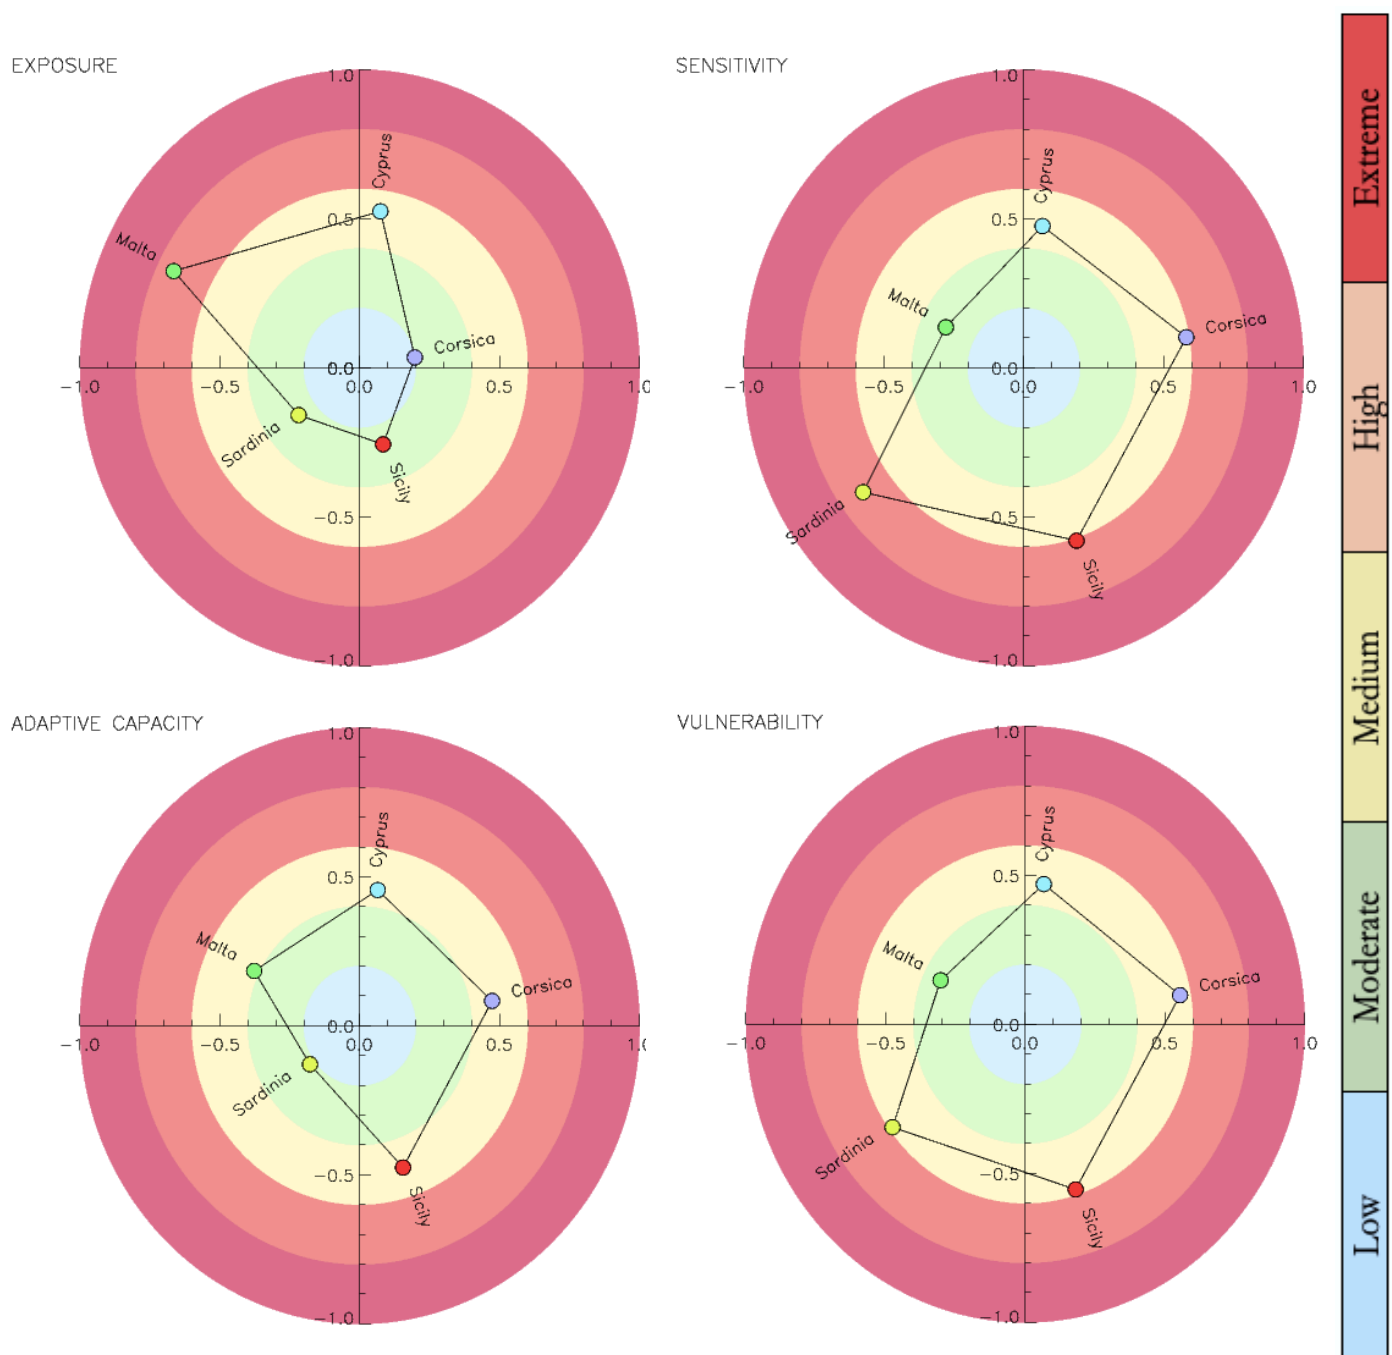 EXPOSURE
1.0
0.5
0.0
−0.5
−1.0
−1.0
−0.5
0.0
0.5
1.0
Cyprus
Malta
Corsica
Sardinia
Sicily
SENSITIVITY
1.0
0.5
0.0
−0.5
−1.0
−1.0
−0.5
0.0
0.5
1.0
Cyprus
Malta
Corsica
Sardinia
Sicily
ADAPTIVE CAPACITY
1.0
0.5
0.0
−0.5
−1.0
−1.0
−0.5
0.0
0.5
1.0
Cyprus
Malta
Corsica
Sardinia
Sicily
VULNERABILITY
1.0
0.5
0.0
−0.5
−1.0
−1.0
−0.5
0.0
0.5
1.0
Cyprus
Malta
Corsica
Sardinia
Sicily
Extreme
High
Medium
Moderate
Low